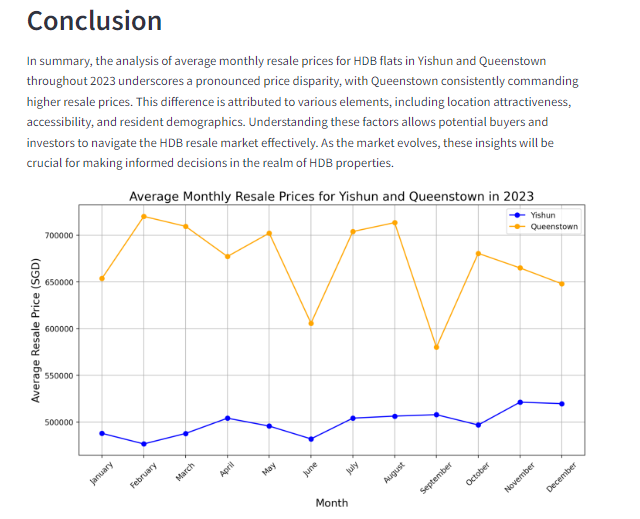 Conclusion
In summary, the analysis of average monthly resale prices for HDB flats in Yishun and Queenstown
throughout 2023 underscores a pronounced price disparity, with Queenstown consistently commanding
higher resale prices. This difference is attributed to various elements, including location attractiveness,
accessibility, and resident demographics. Understanding these factors allows potential buyers and
investors to navigate the HDB resale market effectively. As the market evolves, these insights will be
crucial for making informed decisions in the realm of HDB properties.
Average Monthly Resale Prices for Yishun and Queenstown in 2023
Yishun
Queenstown
Average Resale Price (SGD)
700000
650000
600000
550000
500000
January
February
March
April
May
June
July
August
September
October
November
December
Month